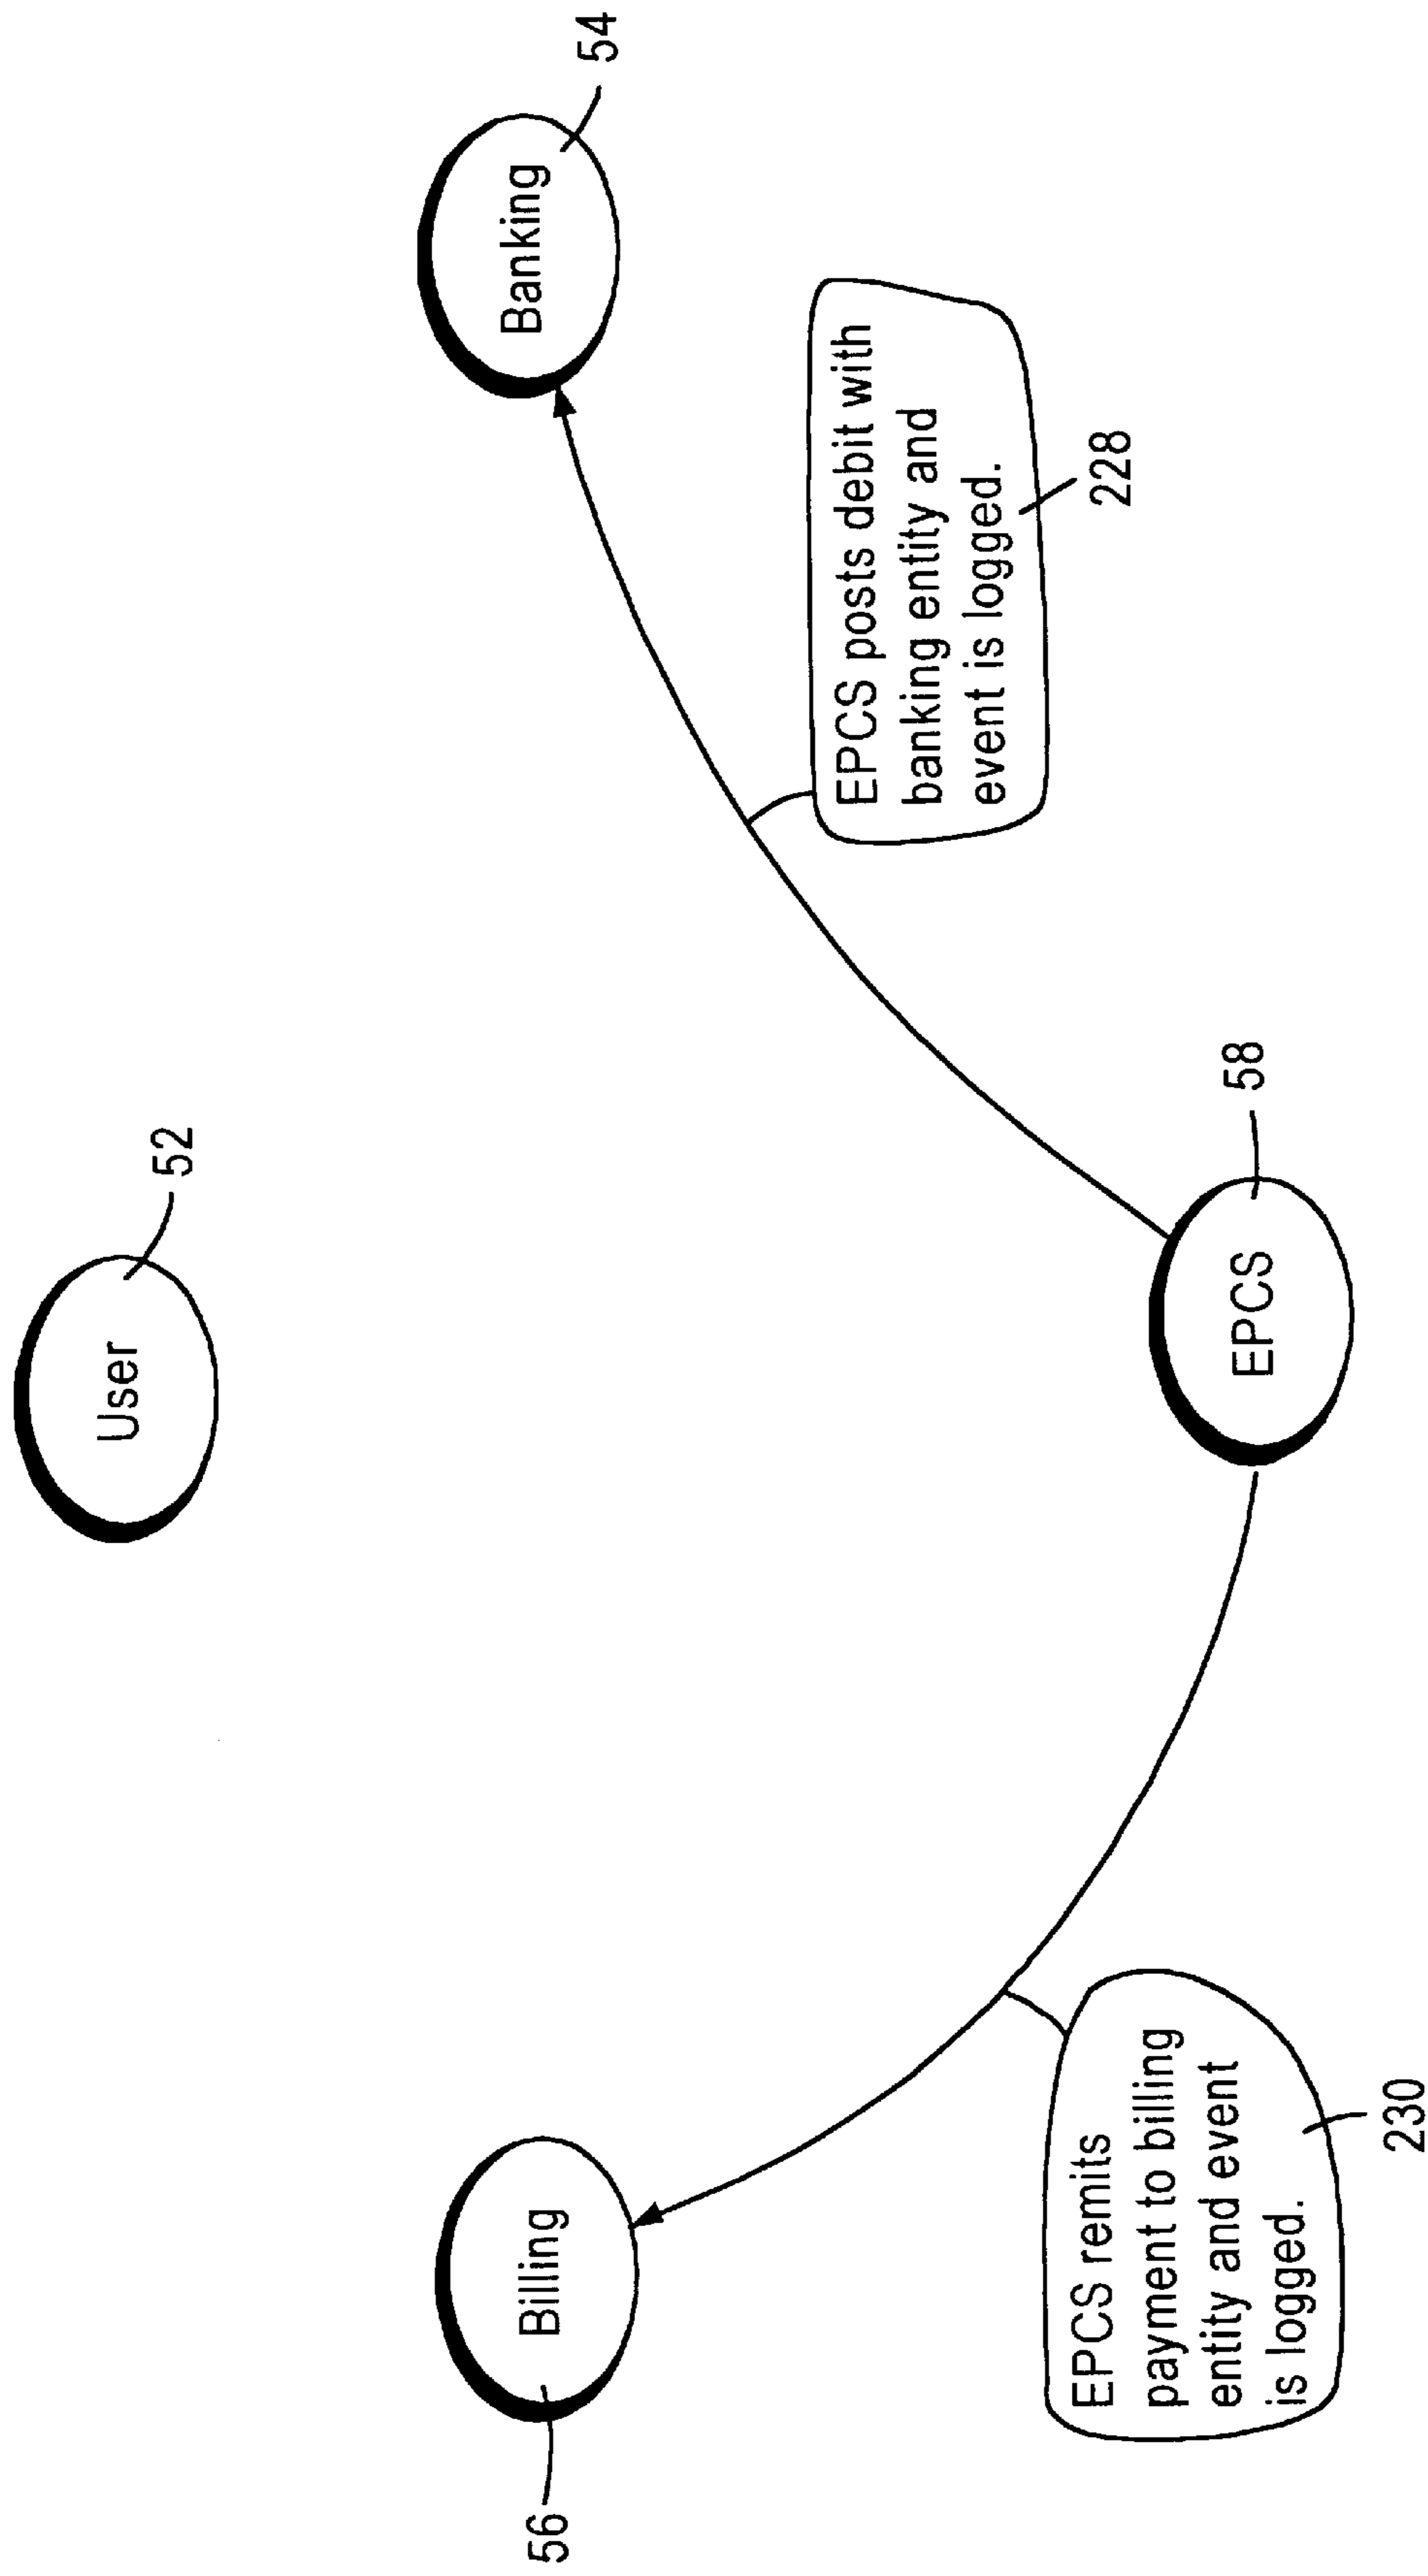 User
52
Billing
56
Banking
54
EPCS posts debit with
banking entity and
event is logged.
228
EPCS
58
EPCS remits
payment to billing
entity and event
is logged.
230